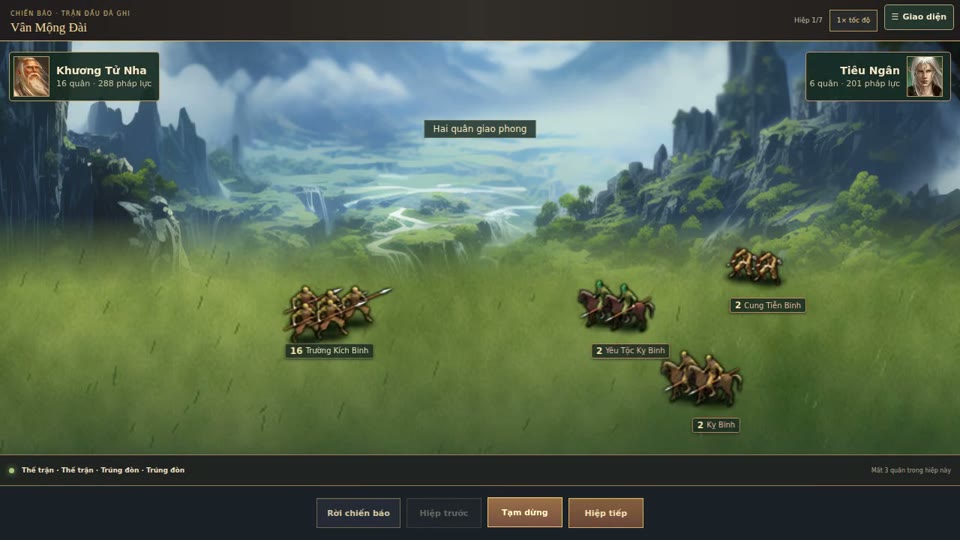 CHIẾN BÁO · TRẬN ĐẤU ĐÃ GHI
Vân Mộng Đài
Hiệp 1/7
1× tốc độ
☰ Giao diện
Khương Tử Nha
16 quân · 288 pháp lực
Tiêu Ngân
6 quân · 201 pháp lực
Hai quân giao phong
2 Cung Tiễn Binh
16 Trường Kích Binh
2 Yêu Tộc Kỵ Binh
2 Kỵ Binh
Thế trận · Thế trận · Trúng đòn · Trúng đòn
Mất 3 quân trong hiệp này
Rời chiến báo
Hiệp trước
Tạm dừng
Hiệp tiếp